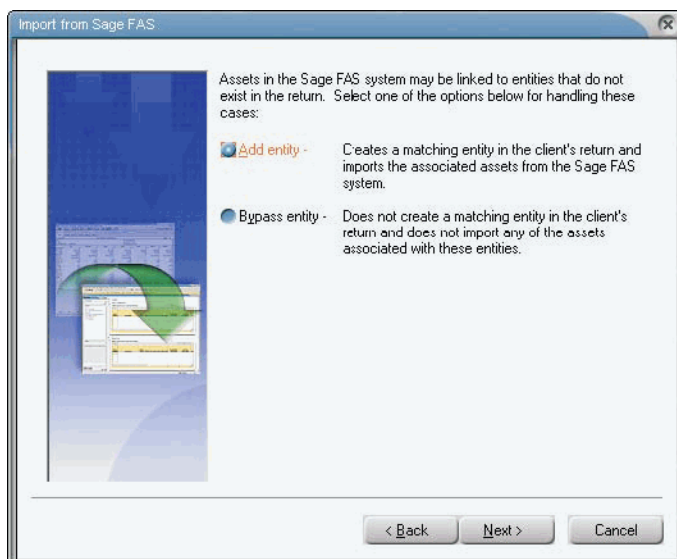 Import from Sage FAS
Assets in the Sage FAS system may be linked to entities that do not
exist in the return. Select one of the options below for handling these
cases:
Add entity - Creates a matching entity in the client's return and
imports the associated assets from the Sage FAS
system.
Bypass entity - Does not create a matching entity in the client's
return and does not import any of the assets
associated with these entities.
< Back Next > Cancel